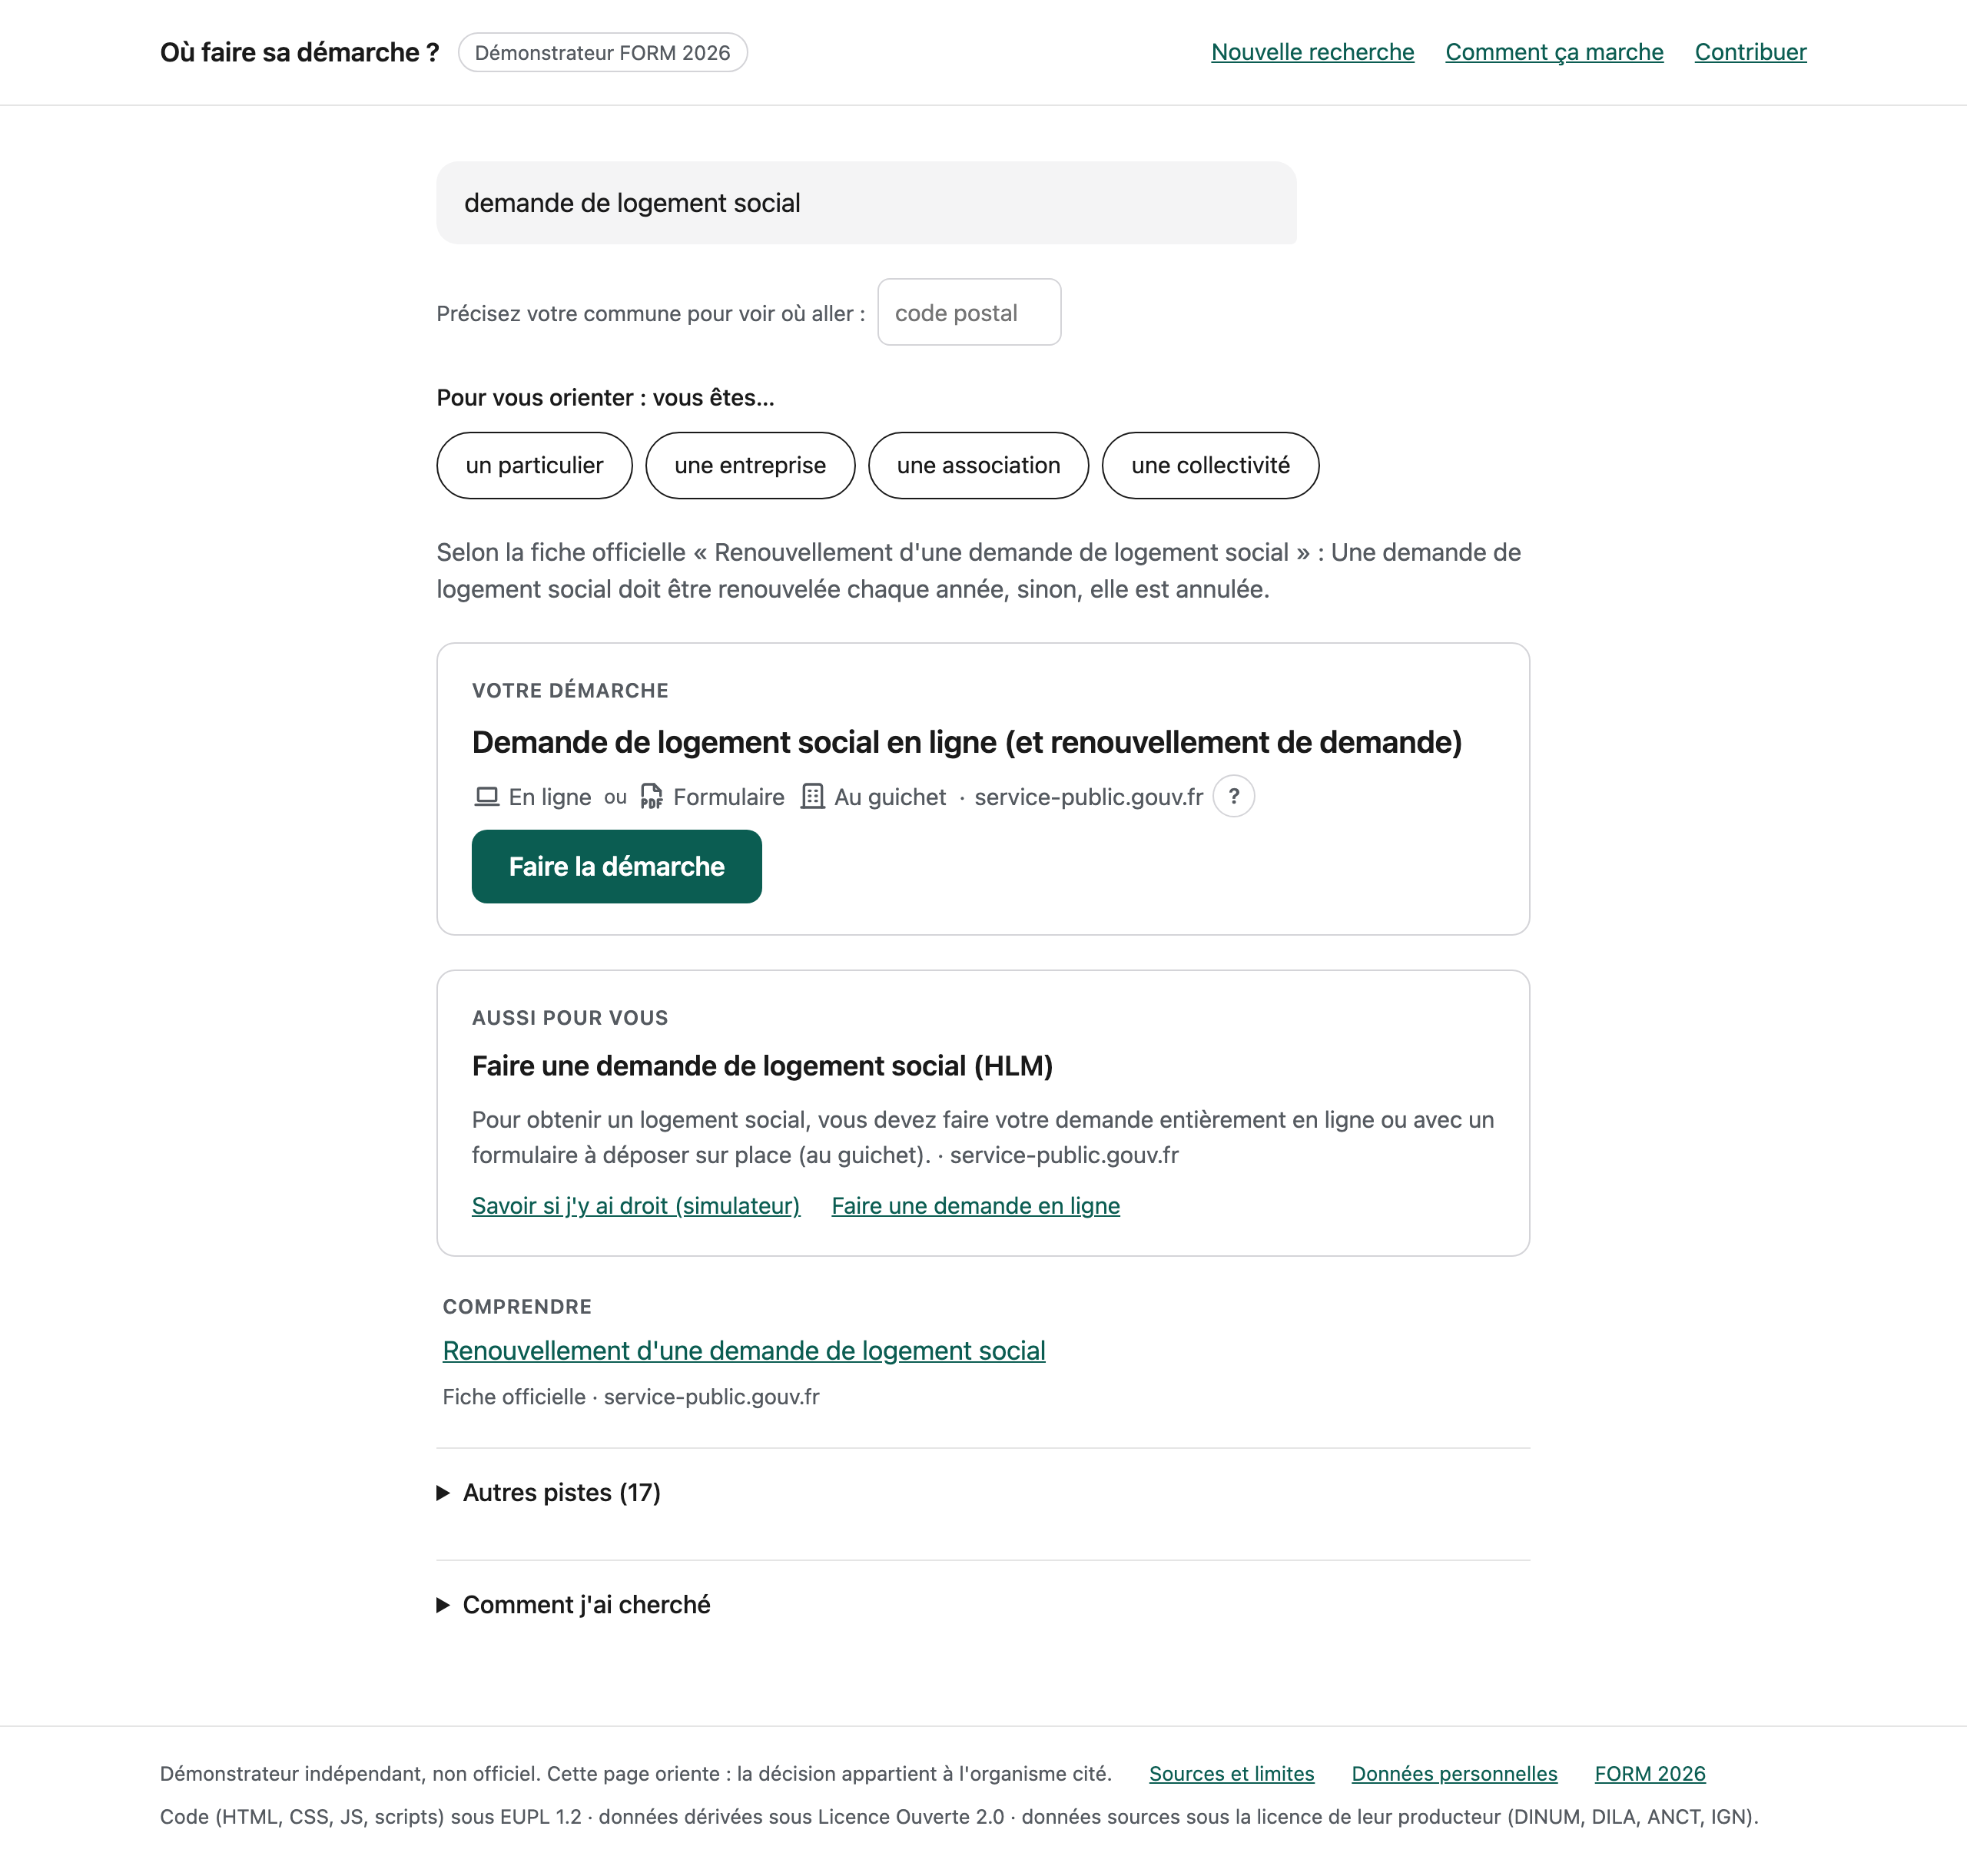 Où faire sa démarche ?
Démonstrateur FORM 2026
Nouvelle recherche
Comment ça marche
Contribuer
demande de logement social
Précisez votre commune pour voir où aller :
code postal
Pour vous orienter : vous êtes...
un particulier
une entreprise
une association
une collectivité
Selon la fiche officielle « Renouvellement d'une demande de logement social » : Une demande de
logement social doit être renouvelée chaque année, sinon, elle est annulée.
VOTRE DÉMARCHE
Demande de logement social en ligne (et renouvellement de demande)
En ligne ou PDF Formulaire Au guichet · service-public.gouv.fr ?
Faire la démarche
AUSSI POUR VOUS
Faire une demande de logement social (HLM)
Pour obtenir un logement social, vous devez faire votre demande entièrement en ligne ou avec un
formulaire à déposer sur place (au guichet). · service-public.gouv.fr
Savoir si j'y ai droit (simulateur)
Faire une demande en ligne
COMPRENDRE
Renouvellement d'une demande de logement social
Fiche officielle · service-public.gouv.fr
Autres pistes (17)
Comment j'ai cherché
Démonstrateur indépendant, non officiel. Cette page oriente : la décision appartient à l'organisme cité.
Sources et limites
Données personnelles
FORM 2026
Code (HTML, CSS, JS, scripts) sous EUPL 1.2 · données dérivées sous Licence Ouverte 2.0 · données sources sous la licence de leur producteur (DINUM, DILA, ANCT, IGN).